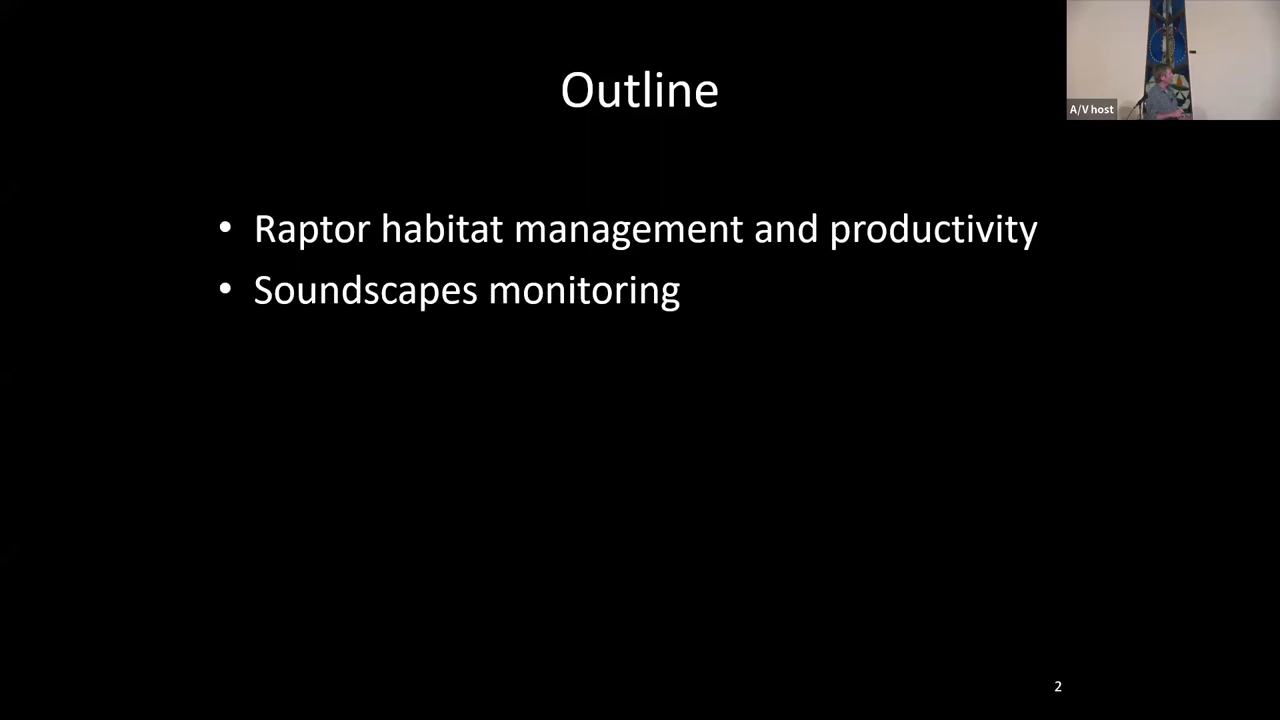 Outline
A/V host
• Raptor habitat management and productivity
• Soundscapes monitoring
2